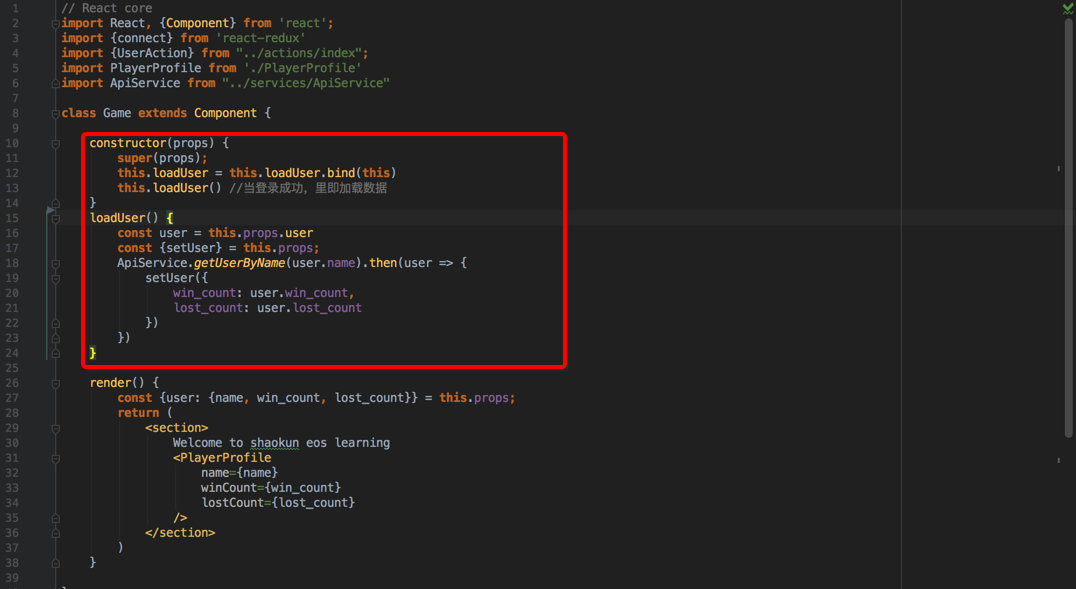 1 // React core
2 import React, {Component} from 'react';
3 import {connect} from 'react-redux'
4 import {UserAction} from "../actions/index";
5 import PlayerProfile from './PlayerProfile'
6 import ApiService from "../services/ApiService"
7
8 class Game extends Component {
9
10 constructor(props) {
11 super(props);
12 this.loadUser = this.loadUser.bind(this)
13 this.loadUser() //当登录成功，里即加载数据
14 }
15 loadUser() {
16 const user = this.props.user
17 const {setUser} = this.props;
18 ApiService.getUserByName(user.name).then(user => {
19 setUser({
20 win_count: user.win_count,
21 lost_count: user.lost_count
22 })
23 })
24 }
25
26 render() {
27 const {user: {name, win_count, lost_count}} = this.props;
28 return (
29 <section>
30 Welcome to shaokun eos learning
31 <PlayerProfile
32 name={name}
33 winCount={win_count}
34 lostCount={lost_count}
35 />
36 </section>
37 )
38 }
39